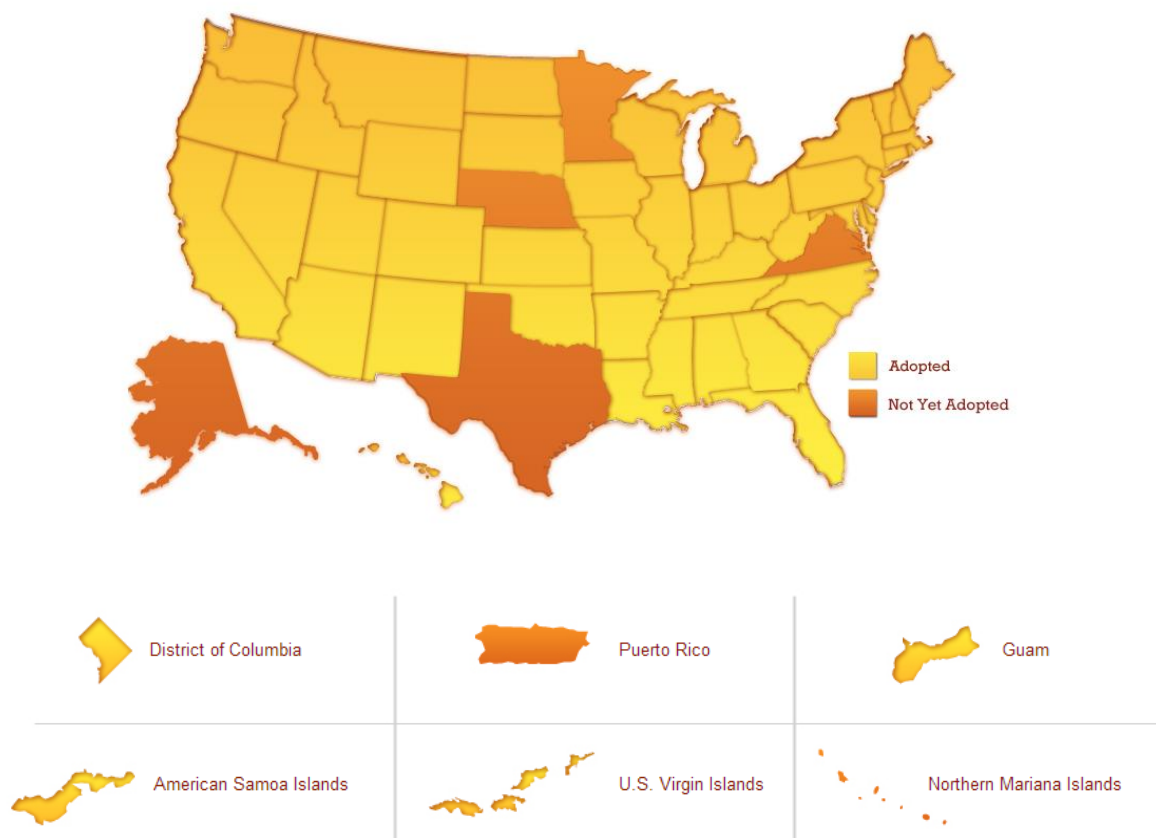 Adopted
Not Yet Adopted
District of Columbia
Puerto Rico
Guam
American Samoa Islands
U.S. Virgin Islands
Northern Mariana Islands